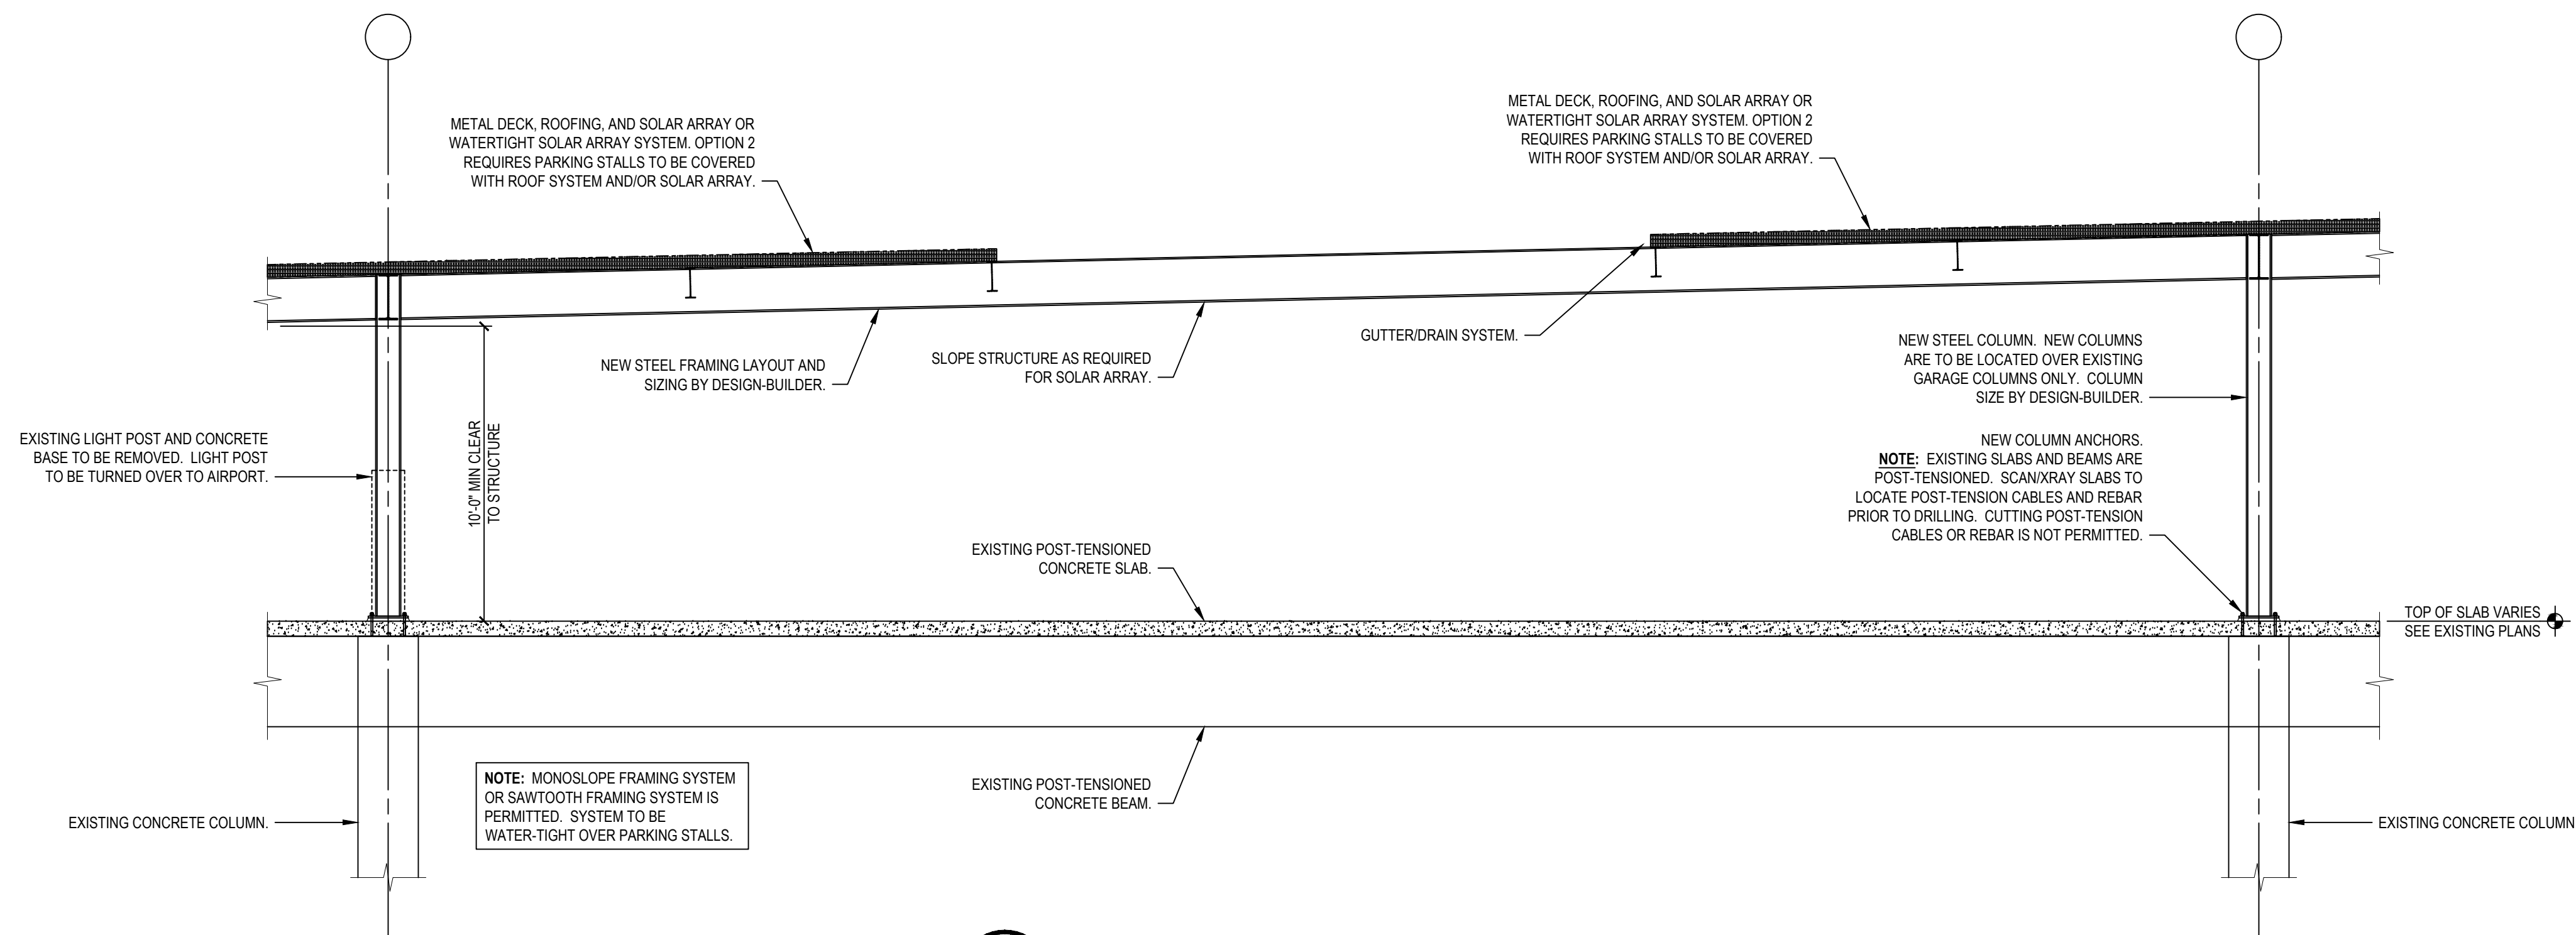 METAL DECK, ROOFING, AND SOLAR ARRAY OR
WATERTIGHT SOLAR ARRAY SYSTEM. OPTION 2
REQUIRES PARKING STALLS TO BE COVERED
WITH ROOF SYSTEM AND/OR SOLAR ARRAY.
METAL DECK, ROOFING, AND SOLAR ARRAY OR
WATERTIGHT SOLAR ARRAY SYSTEM. OPTION 2
REQUIRES PARKING STALLS TO BE COVERED
WITH ROOF SYSTEM AND/OR SOLAR ARRAY.
NEW STEEL FRAMING LAYOUT AND
SIZING BY DESIGN-BUILDER.
SLOPE STRUCTURE AS REQUIRED
FOR SOLAR ARRAY.
GUTTER/DRAIN SYSTEM.
NEW STEEL COLUMN.  NEW COLUMNS
ARE TO BE LOCATED OVER EXISTING
GARAGE COLUMNS ONLY.  COLUMN
SIZE BY DESIGN-BUILDER.
EXISTING LIGHT POST AND CONCRETE
BASE TO BE REMOVED.  LIGHT POST
TO BE TURNED OVER TO AIRPORT.
10'-0" MIN CLEAR
TO STRUCTURE
NEW COLUMN ANCHORS.
NOTE:  EXISTING SLABS AND BEAMS ARE
POST-TENSIONED.  SCAN/XRAY SLABS TO
LOCATE POST-TENSION CABLES AND REBAR
PRIOR TO DRILLING.  CUTTING POST-TENSION
CABLES OR REBAR IS NOT PERMITTED.
EXISTING POST-TENSIONED
CONCRETE SLAB.
TOP OF SLAB VARIES
SEE EXISTING PLANS
NOTE:  MONOSLOPE FRAMING SYSTEM
OR SAWTOOTH FRAMING SYSTEM IS
PERMITTED.  SYSTEM TO BE
WATER-TIGHT OVER PARKING STALLS.
EXISTING POST-TENSIONED
CONCRETE BEAM.
EXISTING CONCRETE COLUMN.
EXISTING CONCRETE COLUMN